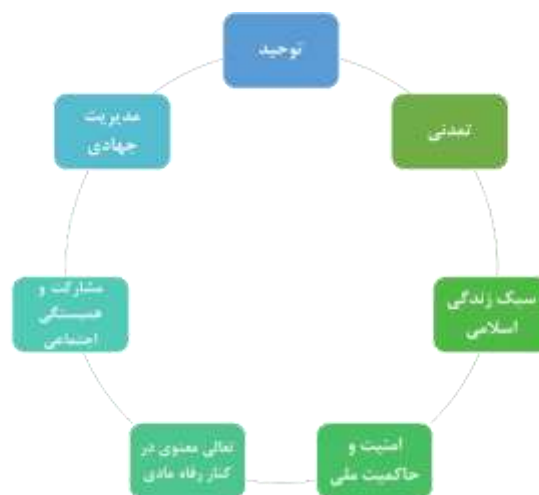 توحید
تمدنی
سبک زندگی
اسلامی
امنیت و
حاکمیت ملی
تعالی معنوی در
کنار رفاه مادی
مشارکت و
همبستگی
اجتماعی
مدیریت
جهادی